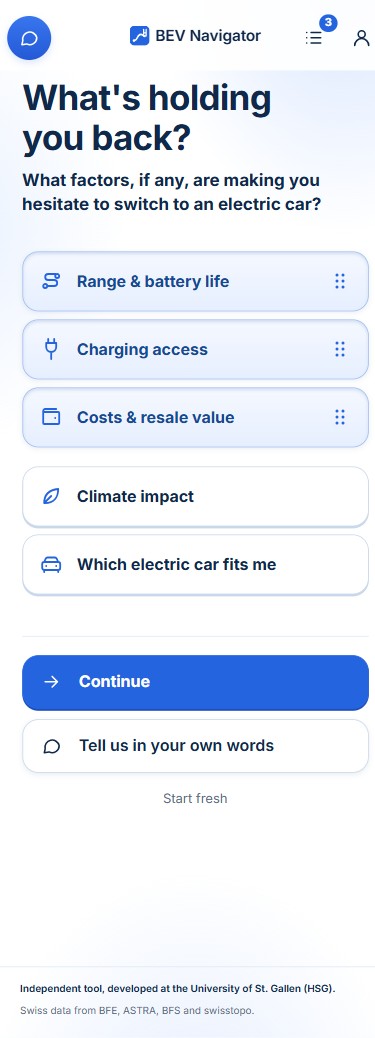 BEV Navigator
3
What's holding
you back?
What factors, if any, are making you
hesitate to switch to an electric car?
Range & battery life
Charging access
Costs & resale value
Climate impact
Which electric car fits me
Continue
Tell us in your own words
Start fresh
Independent tool, developed at the University of St. Gallen (HSG).
Swiss data from BFE, ASTRA, BFS and swisstopo.